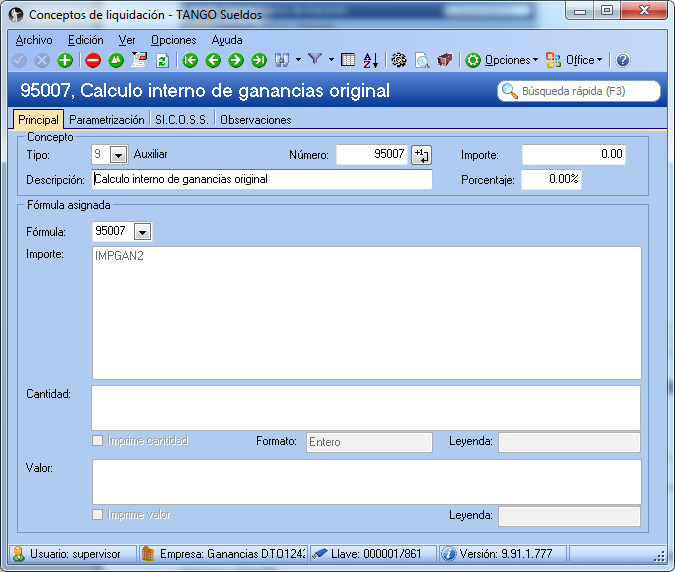 Conceptos de liquidación - TANGO Sueldos
Archivo Edición Ver Opciones Ayuda
Opciones Office
95007, Calculo interno de ganancias original
Búsqueda rápida (F3)
Principal Parametrización SI.C.O.S.S. Observaciones
Concepto
Tipo: 9 Auxiliar Número: 95007 +1 Importe: 0.00
Descripción: Calculo interno de ganancias original Porcentaje: 0.00%
Fórmula asignada
Fórmula: 95007
Importe: IMPGAN2
Cantidad:
Imprime cantidad Formato: Entero Leyenda:
Valor:
Imprime valor Leyenda:
Usuario: supervisor Empresa: Ganancias DTO1242 Llave: 000001/861 Versión: 9.91.1.777